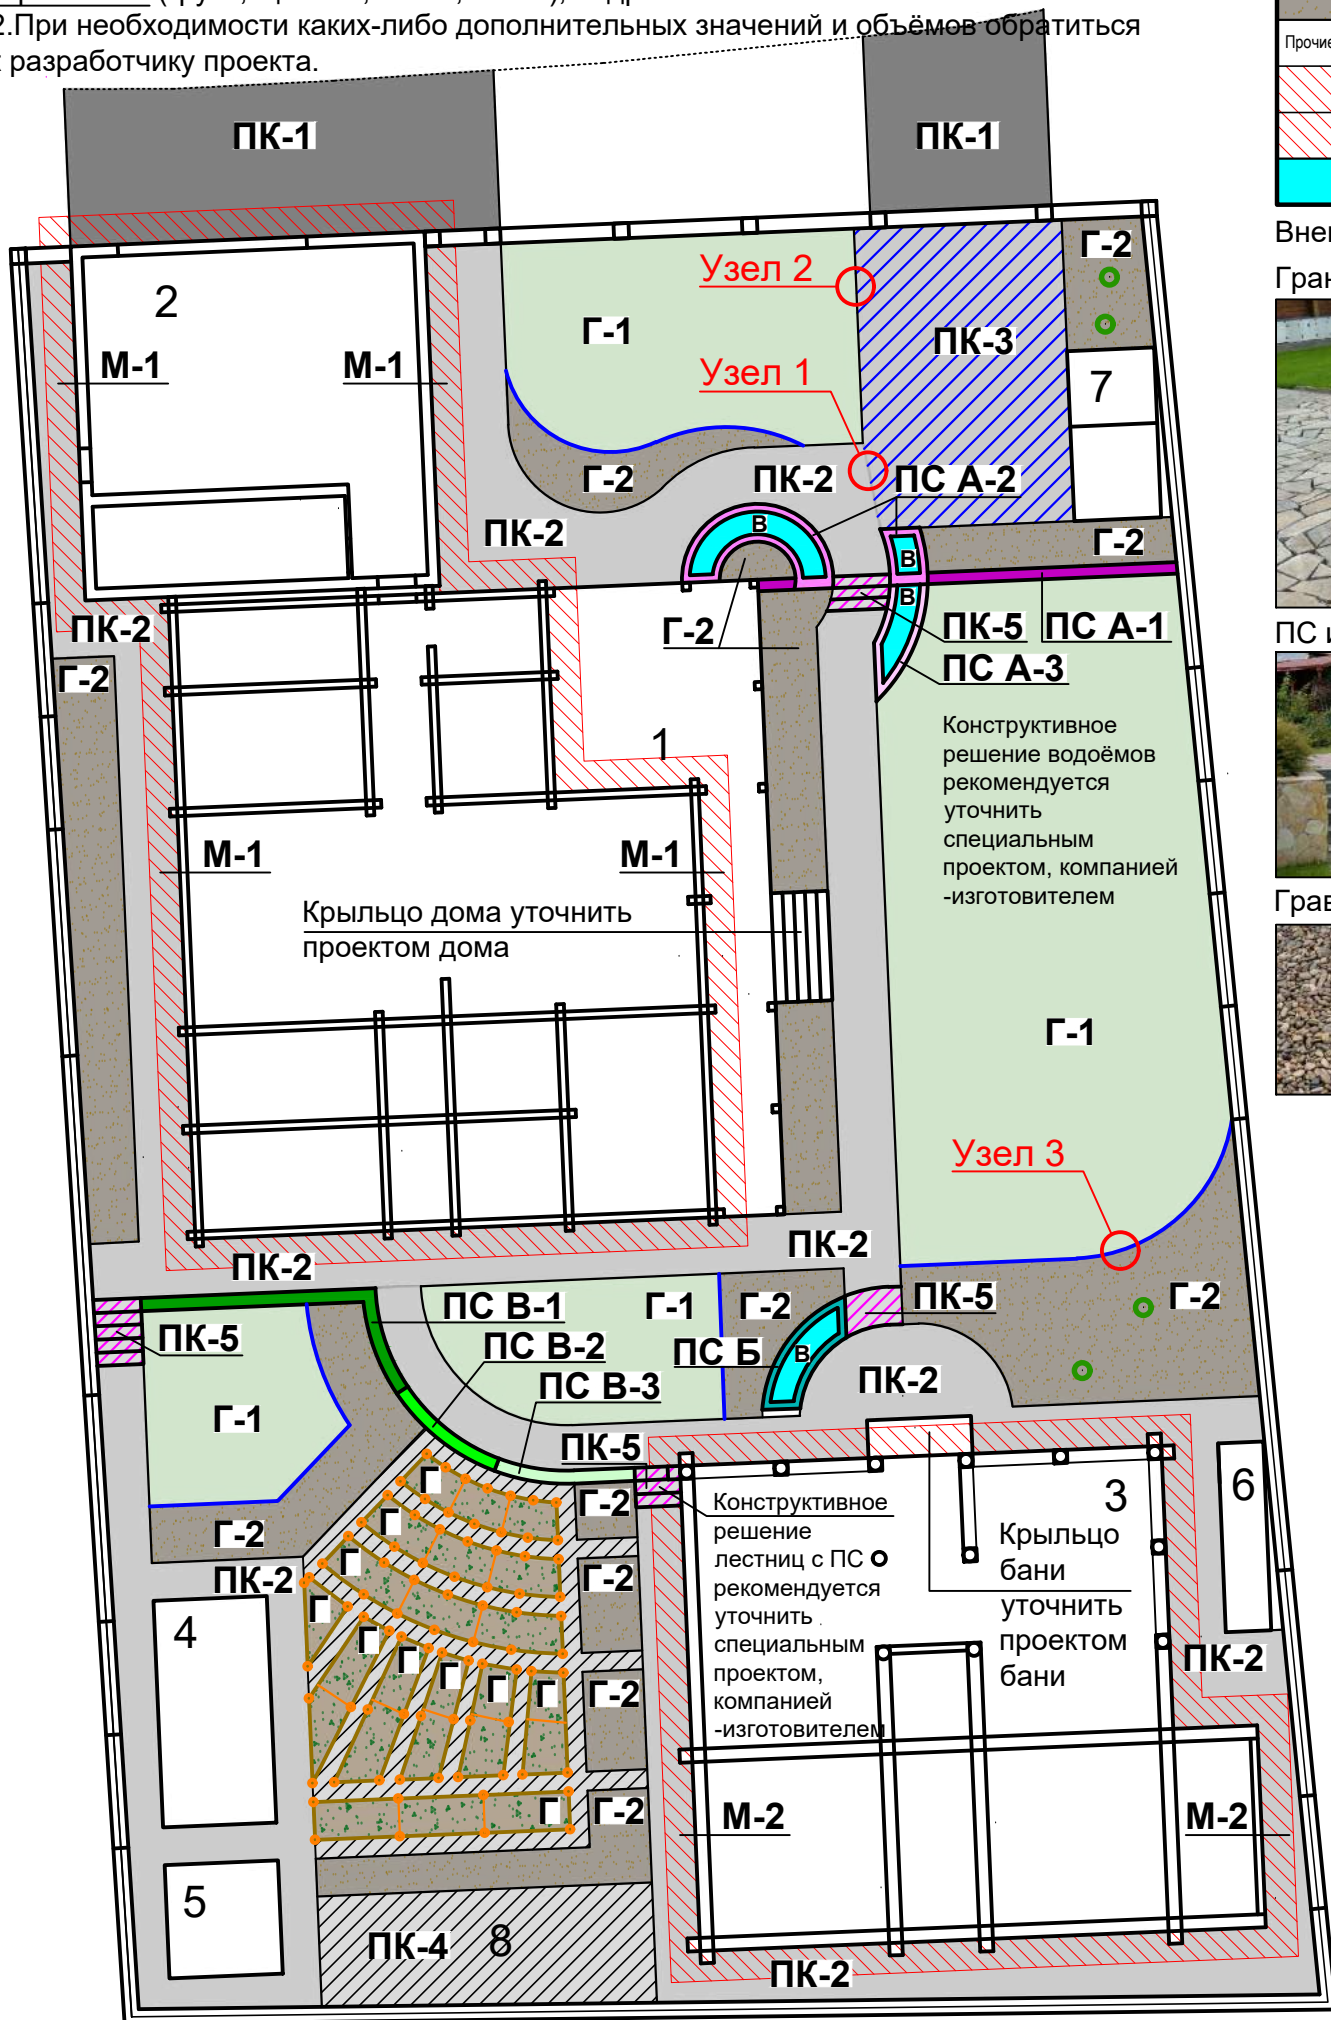 2.При необходимости каких-либо дополнительных значений и объёмов обратиться
к разработчику проекта.
Прочие
ПК-1
ПК-1
Внеш
Г-2
Гран
Узел 2
2
Г-1
ПК-3
М-1
М-1
Узел 1
7
Г-2
ПК-2
ПС А-2
В
ПК-2
В
Г-2
В
ПК-2
Г-2
ПК-5
ПС А-1
ПС и
Г-2
ПС А-3
Конструктивное
решение водоёмов
рекомендуется
уточнить
специальным
проектом, компанией
-изготовителем
1
М-1
М-1
Грав
Крыльцо дома уточнить
проектом дома
Г-1
Узел 3
ПК-2
ПК-2
ПС В-1
Г-1
Г-2
ПК-5
Г-2
ПК-5
ПС В-2
ПС Б
В
ПС В-3
ПК-2
Г-1
ПК-5
Г
6
3
Г-2
Конструктивное
решение
лестниц с ПС
рекомендуется
уточнить
специальным
проектом,
компанией
-изготовителем
Крыльцо
бани
уточнить
проектом
бани
Г
Г-2
Г
ПК-2
Г-2
Г
4
Г
Г
Г
Г
Г
Г-2
ПК-2
Г
Г-2
М-2
М-2
5
ПК-4
8
ПК-2